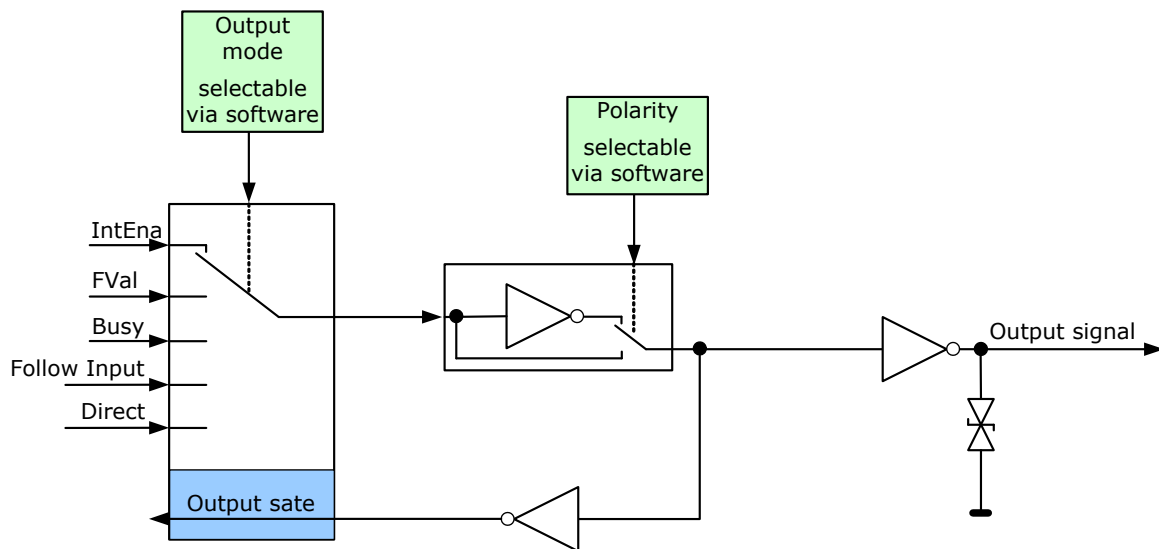 Output
mode
selectable
via software
Polarity
selectable
via software
IntEna
FVal
Busy
Follow Input
Direct
Output signal
Output sate